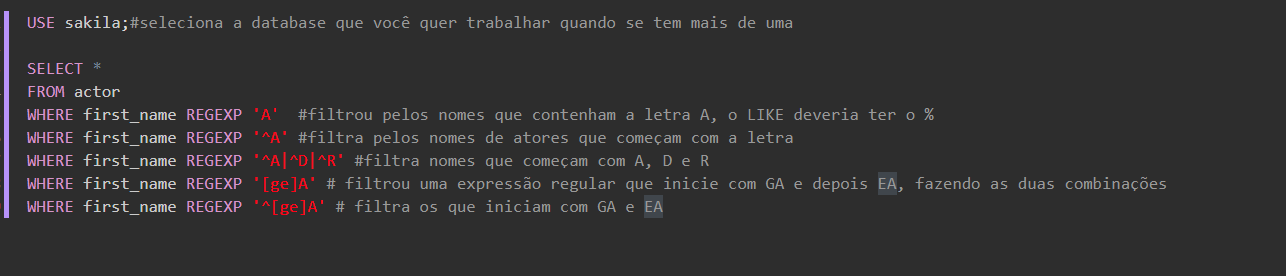 USE sakila;#seleciona a database que você quer trabalhar quando se tem mais de uma
SELECT *
FROM actor
WHERE first_name REGEXP 'A'  #filtrou pelos nomes que contenham a letra A, o LIKE deveria ter o %
WHERE first_name REGEXP '^A' #filtra pelos nomes de atores que começam com a letra
WHERE first_name REGEXP '^A|^D|^R' #filtra nomes que começam com A, D e R
WHERE first_name REGEXP '[ge]A' # filtrou uma expressão regular que inicie com GA e depois EA, fazendo as duas combinações
WHERE first_name REGEXP '^[ge]A' # filtra os que iniciam com GA e EA